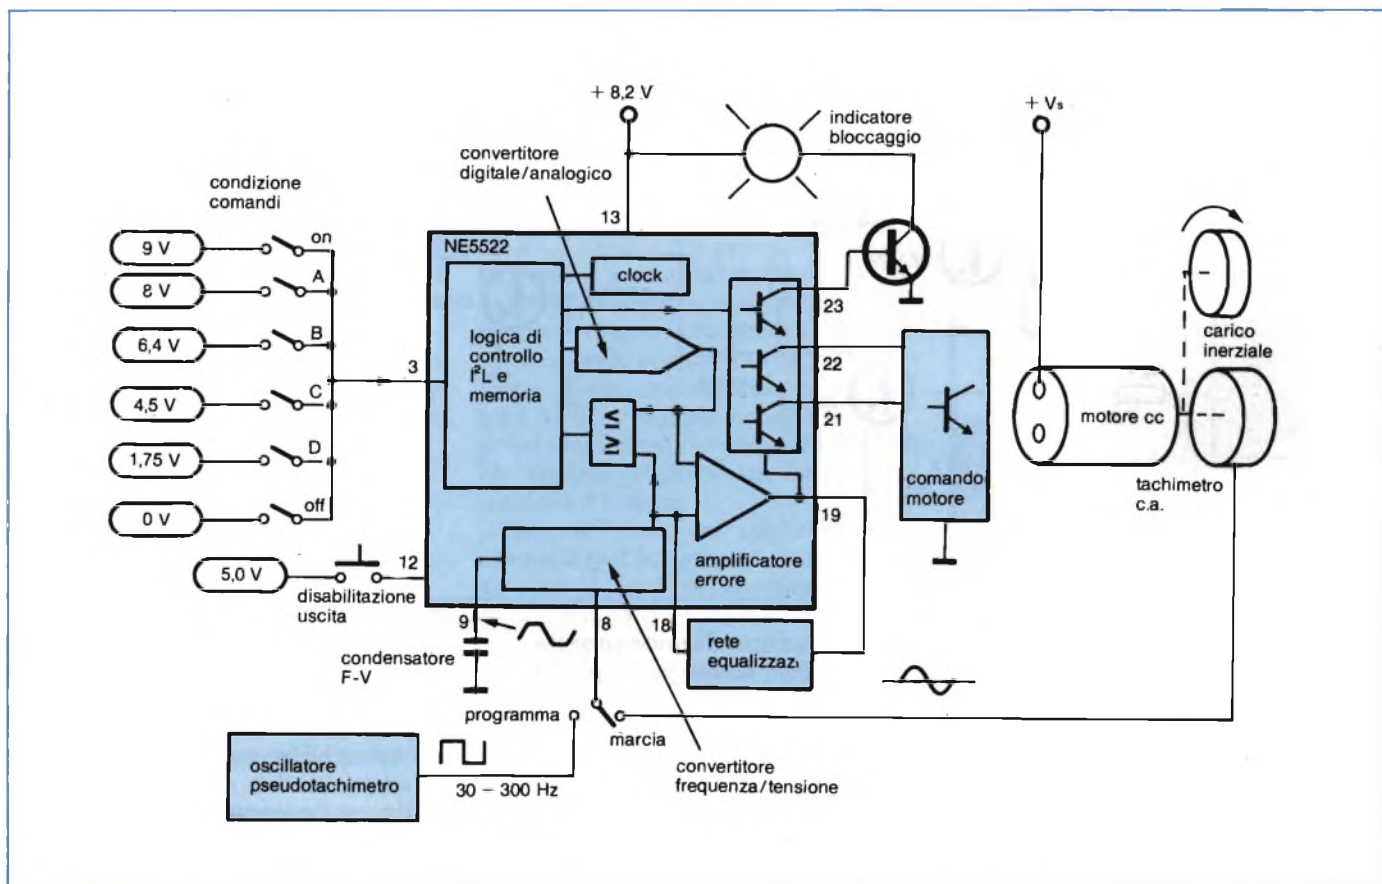 + 8,2 V
+ Vs
indicatore
bloccaggio
convertitore
digitale/analogico
condizione
comandi
13
9 V
on
8 V
A
6,4 V
B
4,5 V
C
1,75 V
D
0 V
off
3
NE5522
clock
logica di
controllo
I²L e
memoria
23
22
21
19
comando
motore
carico
inerziale
motore cc
tachimetro
c.a.
amplificatore
errore
5,0 V
12
disabilitazione
uscita
9
8
18
condensatore
F-V
rete
equalizzaz.
programma
marcia
oscillatore
pseudotachimetro
30 – 300 Hz
convertitore
frequenza/tensione